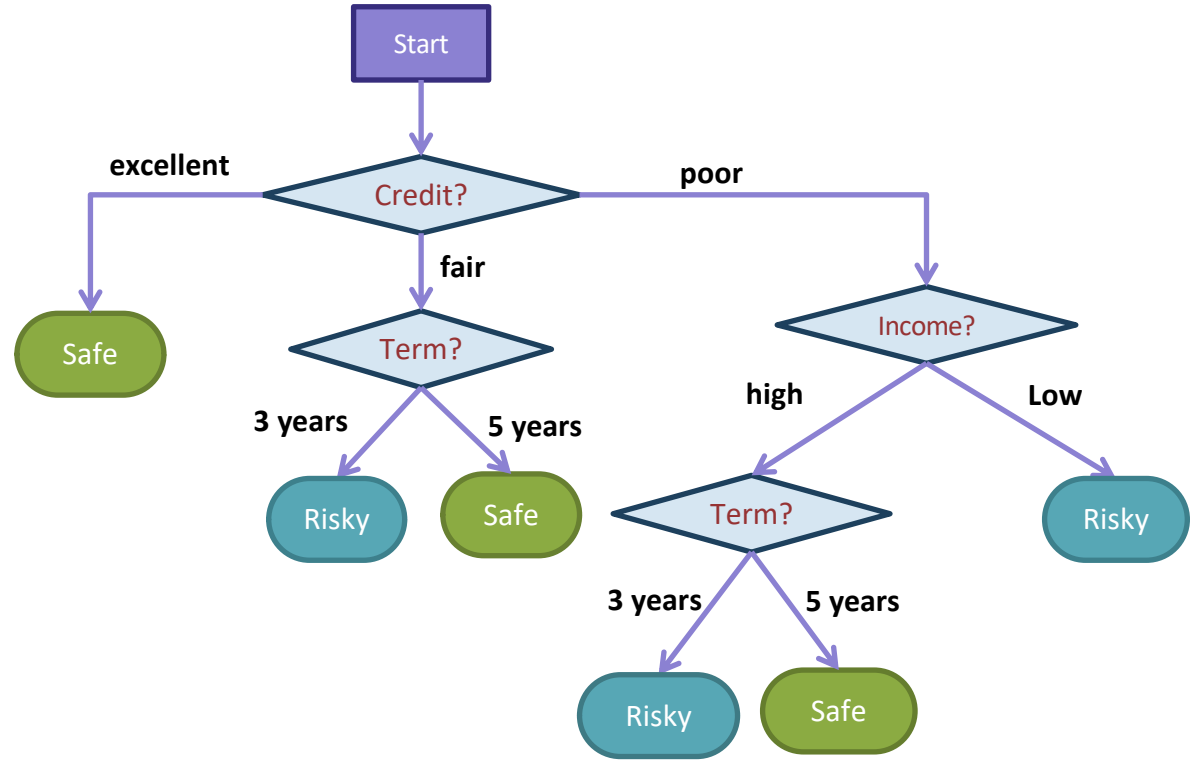 Start
excellent
Credit?
poor
fair
Safe
Term?
Income?
3 years
5 years
high
Low
Risky
Safe
Term?
Risky
3 years
5 years
Risky
Safe